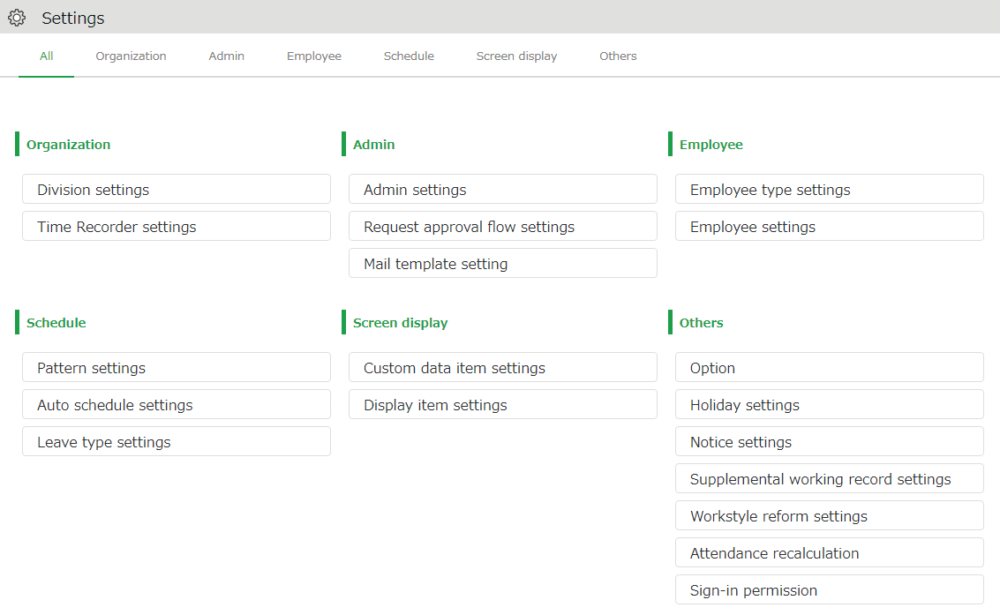 Settings
All
Organization
Admin
Employee
Schedule
Screen display
Others
Organization
Division settings
Time Recorder settings
Admin
Admin settings
Request approval flow settings
Mail template setting
Employee
Employee type settings
Employee settings
Schedule
Pattern settings
Auto schedule settings
Leave type settings
Screen display
Custom data item settings
Display item settings
Others
Option
Holiday settings
Notice settings
Supplemental working record settings
Workstyle reform settings
Attendance recalculation
Sign-in permission